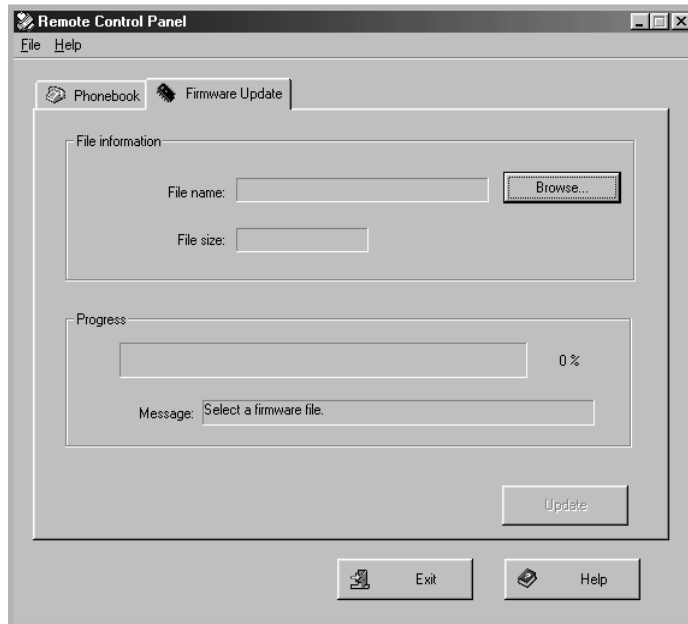 Remote Control Panel
File Help
Phonebook Firmware Update
File information
File name: Browse...
File size:
Progress
0 %
Message: Select a firmware file.
Update
Exit Help